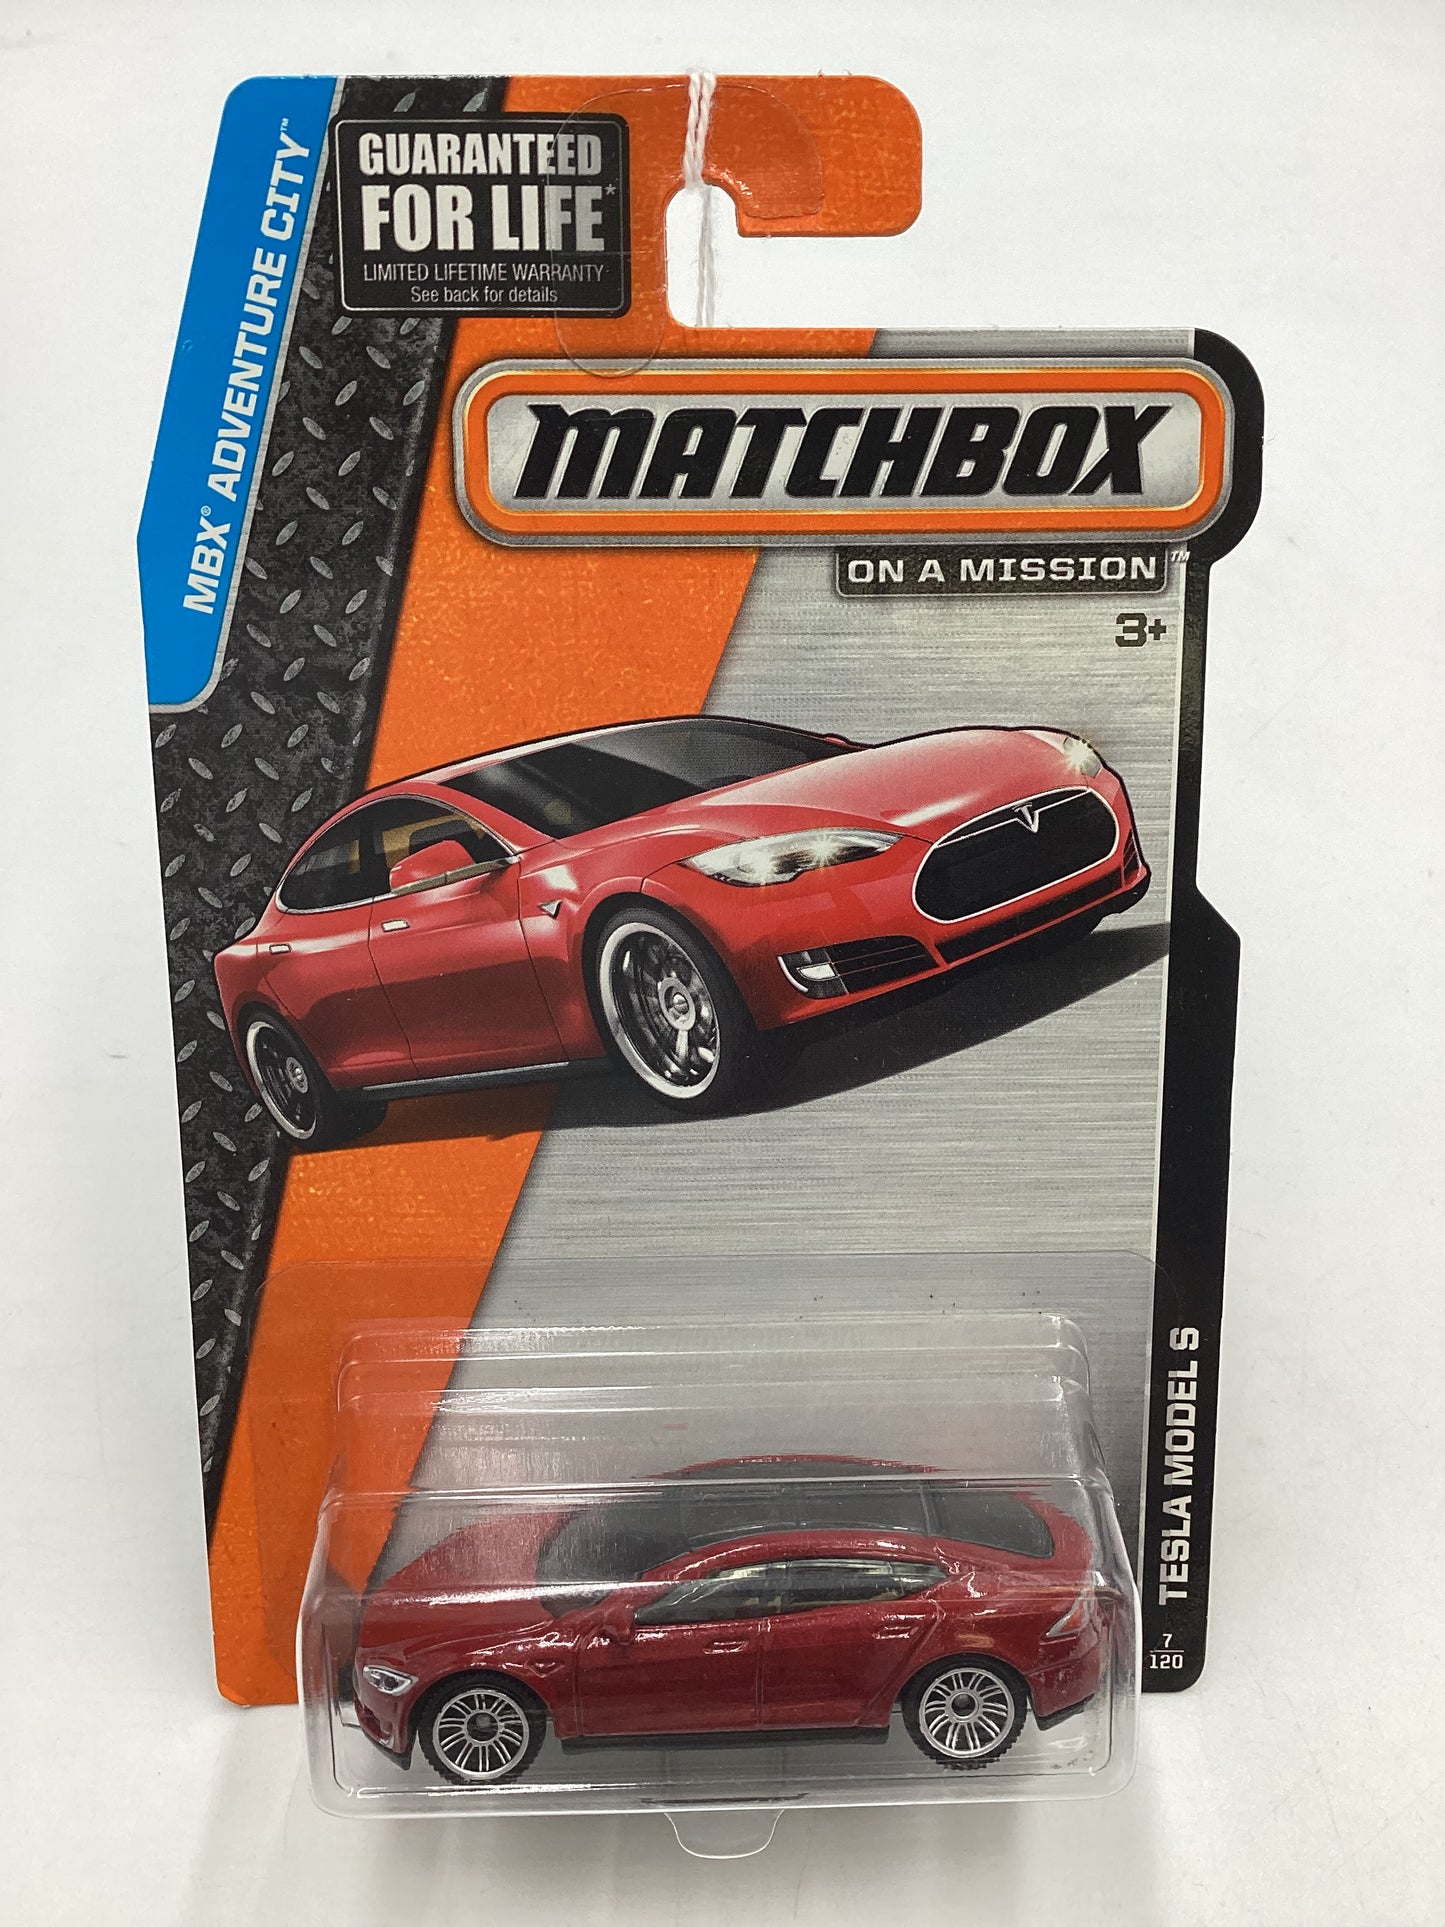 MBX® ADVENTURE CITY™
GUARANTEED
FOR LIFE*
LIMITED LIFETIME WARRANTY
See back for details
MATCHBOX
ON A MISSION™
3+
TESLA MODEL S
7
120